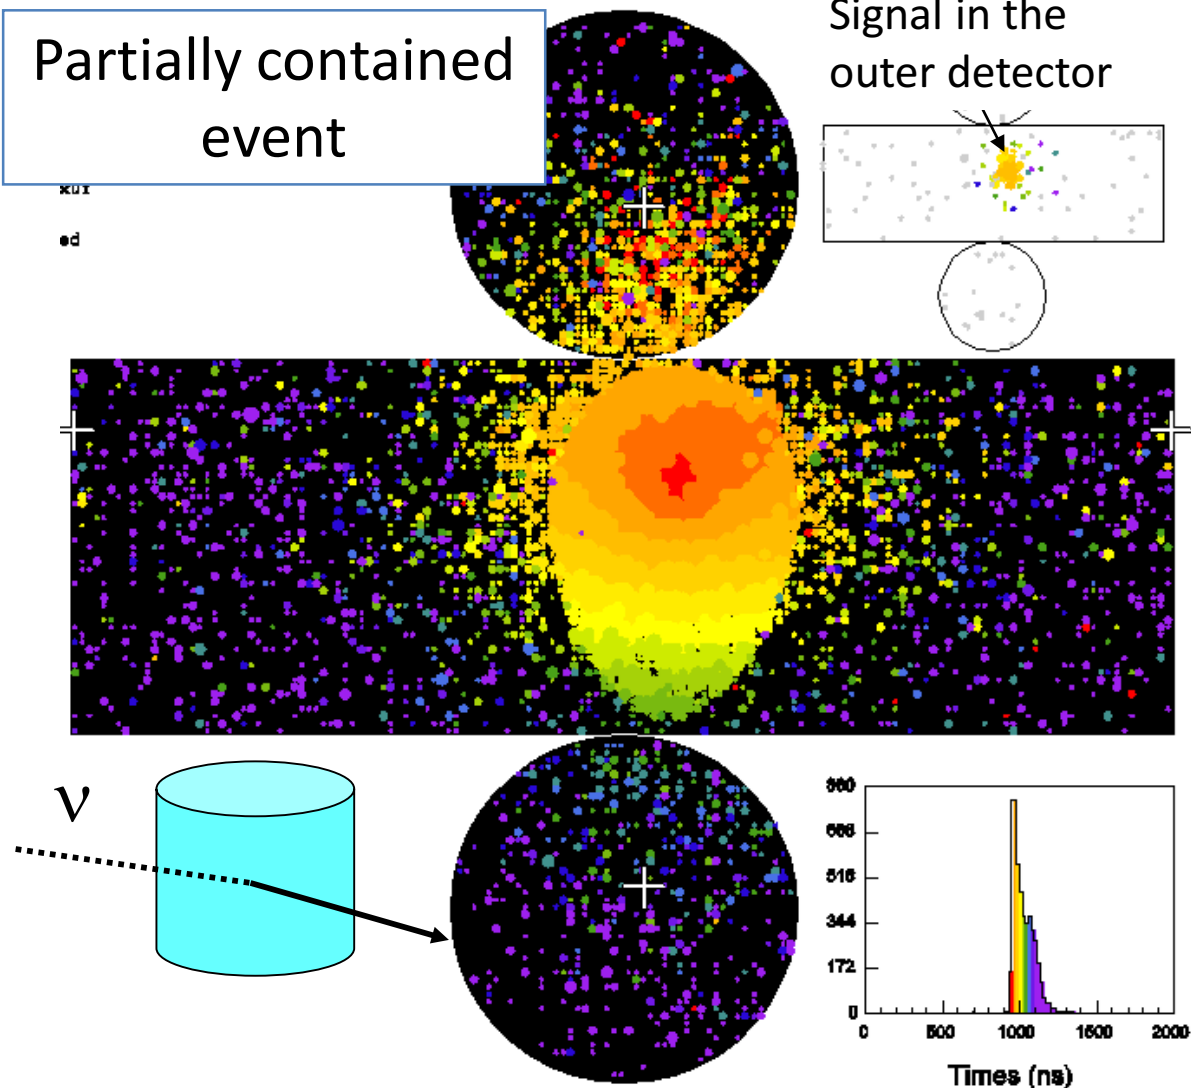 Partially contained
event
Signal in the
outer detector
ed
ν
860
688
516
344
172
0
0 500 1000 1500 2000
Times (ns)